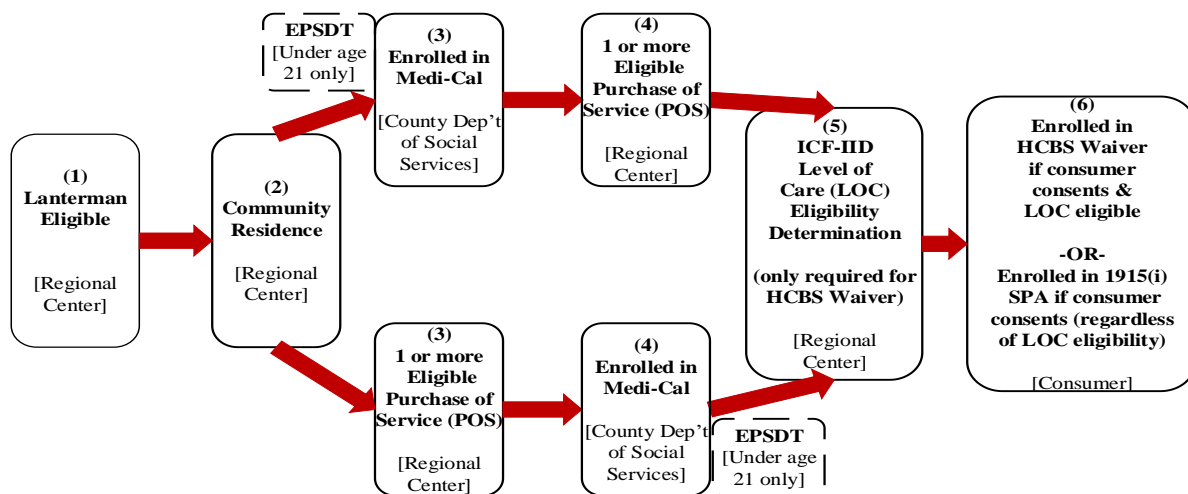 (1)
Lanterman
Eligible
[Regional
Center]
(2)
Community
Residence
[Regional
Center]
EPSDT
[Under age
21 only]
(3)
Enrolled in
Medi-Cal
[County Dep't
of Social
Services]
(4)
1 or more
Eligible
Purchase of
Service (POS)
[Regional
Center]
(3)
1 or more
Eligible
Purchase of
Service (POS)
[Regional
Center]
(4)
Enrolled in
Medi-Cal
[County Dep't
of Social
Services]
EPSDT
[Under age
21 only]
(5)
ICF-IID
Level of
Care (LOC)
Eligibility
Determination
(only required for
HCBS Waiver)
[Regional
Center]
(6)
Enrolled in
HCBS Waiver
if consumer
consents &
LOC eligible
-OR-
Enrolled in 1915(i)
SPA if consumer
consents (regardless
of LOC eligibility)
[Consumer]